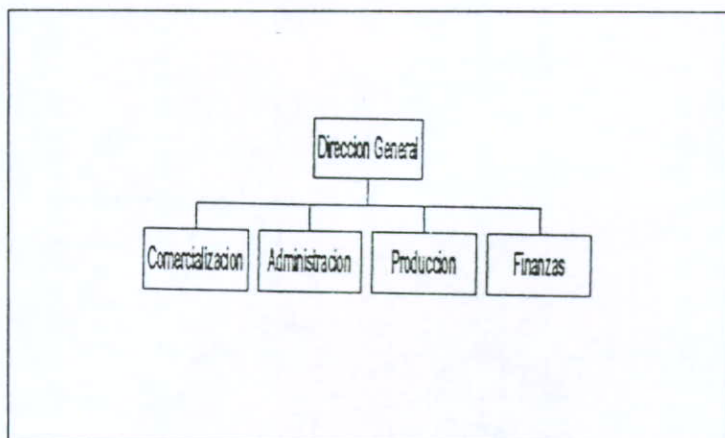 Direccion General
Comercializacion
Administracion
Produccion
Finanzas